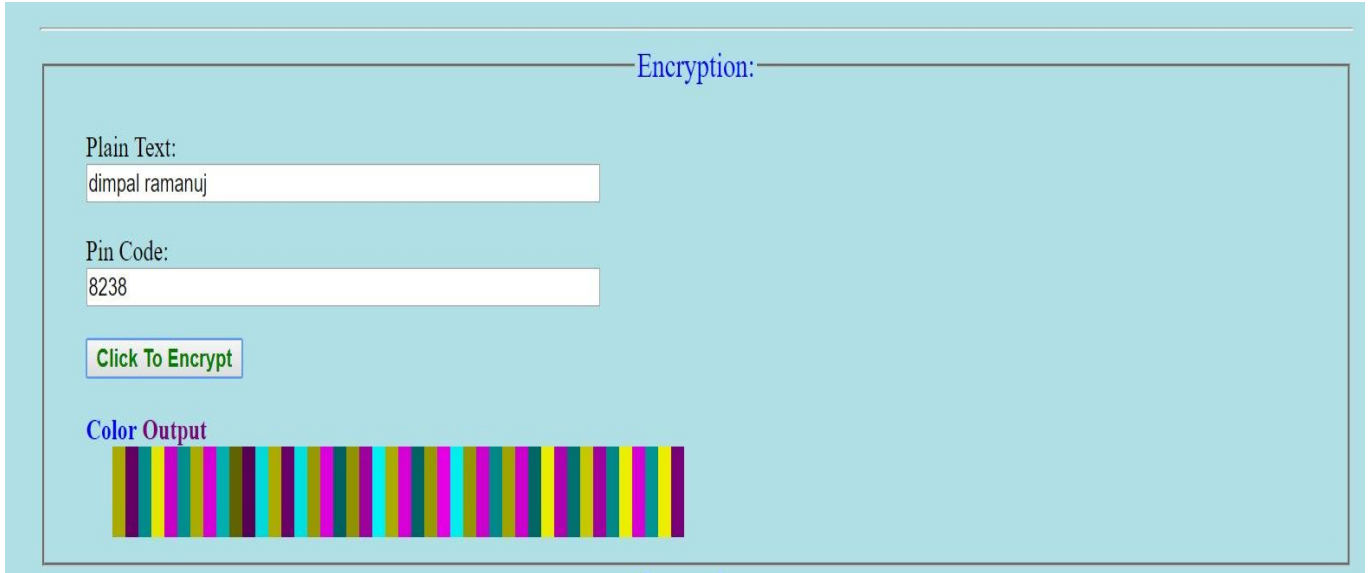 Encryption:
Plain Text:
dimpal ramanuj
Pin Code:
8238
Click To Encrypt
Color Output